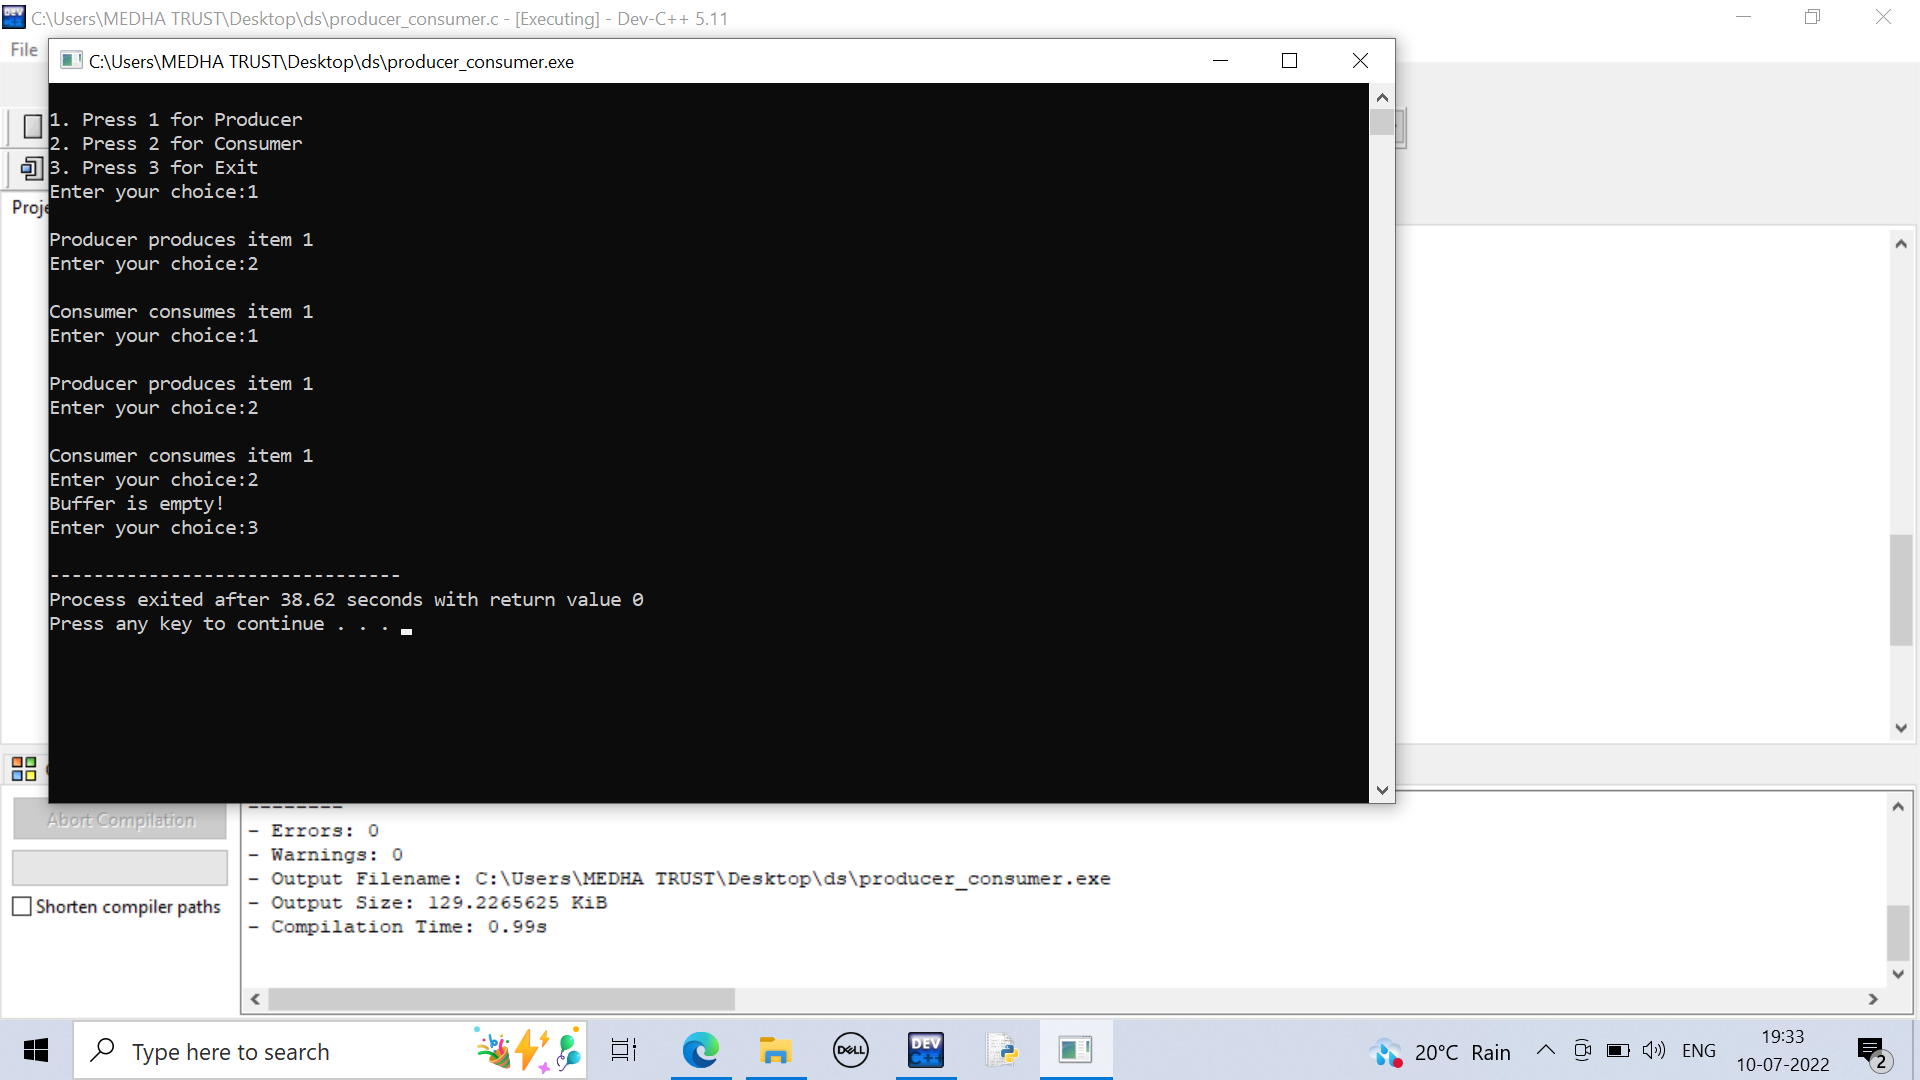 C:\Users\MEDHA TRUST\Desktop\ds\producer_consumer.c - [Executing] - Dev-C++ 5.11
File
C:\Users\MEDHA TRUST\Desktop\ds\producer_consumer.exe
1. Press 1 for Producer
2. Press 2 for Consumer
3. Press 3 for Exit
Enter your choice:1
Proje
Producer produces item 1
Enter your choice:2
Consumer consumes item 1
Enter your choice:1
Producer produces item 1
Enter your choice:2
Consumer consumes item 1
Enter your choice:2
Buffer is empty!
Enter your choice:3
--------------------------------
Process exited after 38.62 seconds with return value 0
Press any key to continue . . .
Abort Compilation
Shorten compiler paths
--------
- Errors: 0
- Warnings: 0
- Output Filename: C:\Users\MEDHA TRUST\Desktop\ds\producer_consumer.exe
- Output Size: 129.2265625 KiB
- Compilation Time: 0.99s
Type here to search
DELL
DEV C++
20°C Rain
ENG
19:33
10-07-2022
2